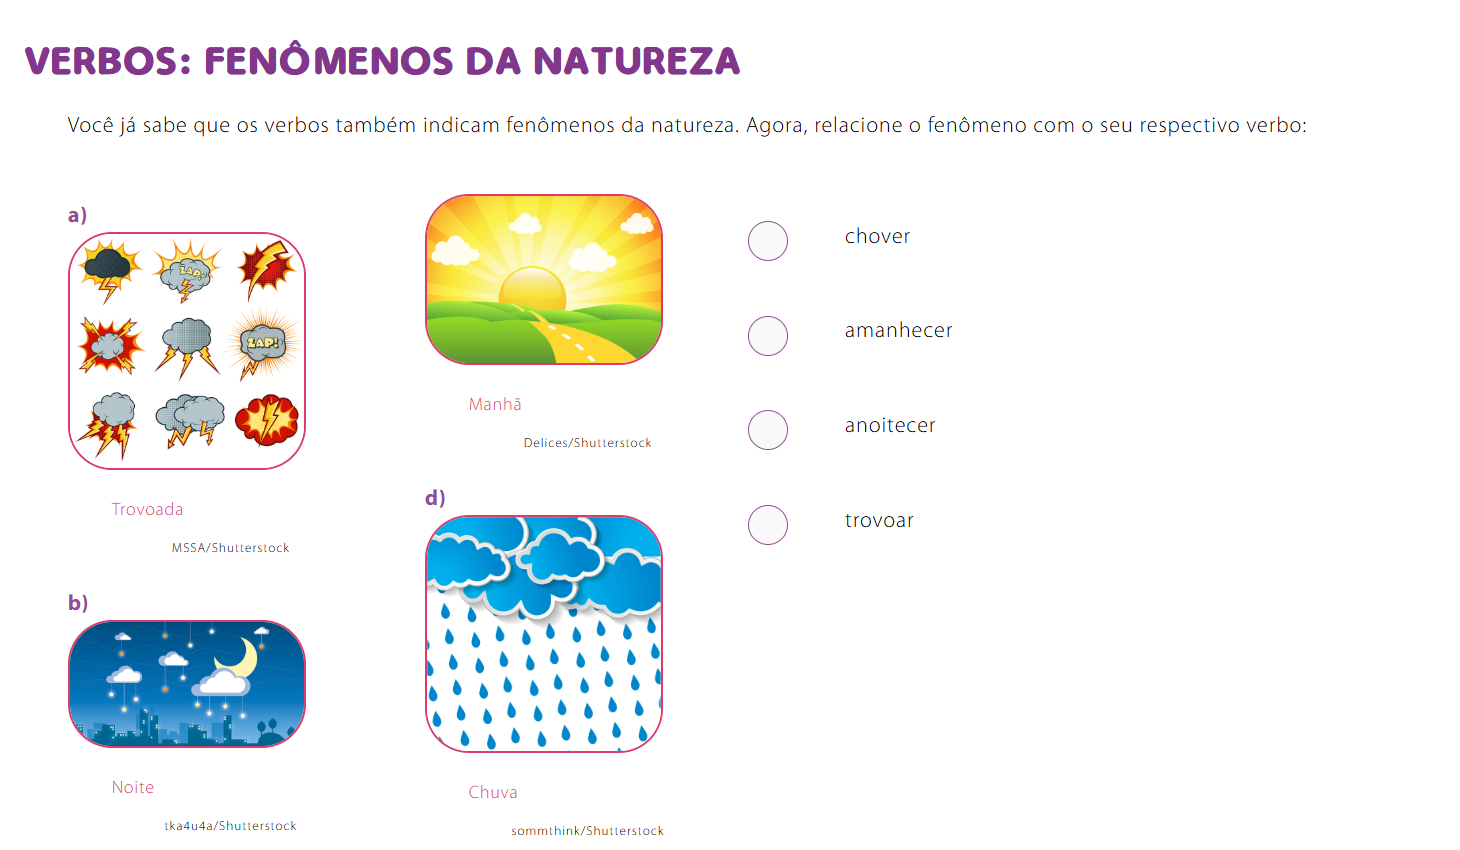 VERBOS: FENÔMENOS DA NATUREZA
Você já sabe que os verbos também indicam fenômenos da natureza. Agora, relacione o fenômeno com o seu respectivo verbo:
a)
ZAP!
ZAP!
Trovoada
MSSA/Shutterstock
b)
Noite
tka4u4a/Shutterstock
Manhã
Delices/Shutterstock
d)
Chuva
sommthink/Shutterstock
chover
amanhecer
anoitecer
trovoar